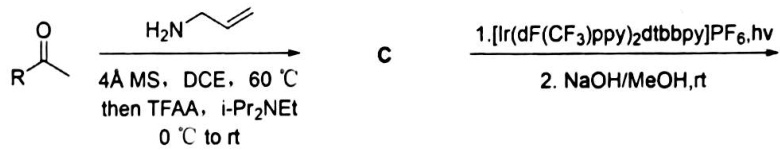 O
R
H₂N
4Å MS, DCE, 60 ℃
then TFAA, i-Pr₂NEt
0 ℃ to rt
C
1.[Ir(dF(CF₃)ppy)₂dtbbpy]PF₆,hv
2. NaOH/MeOH,rt